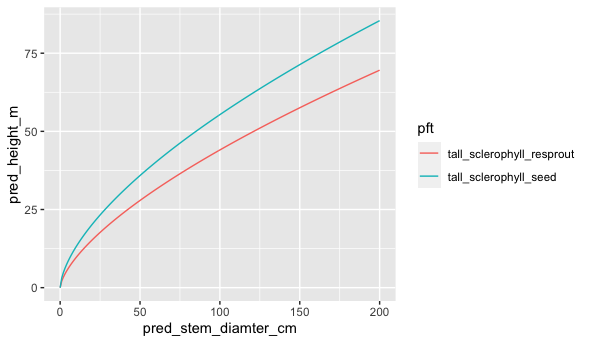 75
50
25
0
pred_height_m
0
50
100
150
200
pred_stem_diamter_cm
pft
tall_sclerophyll_resprout
tall_sclerophyll_seed